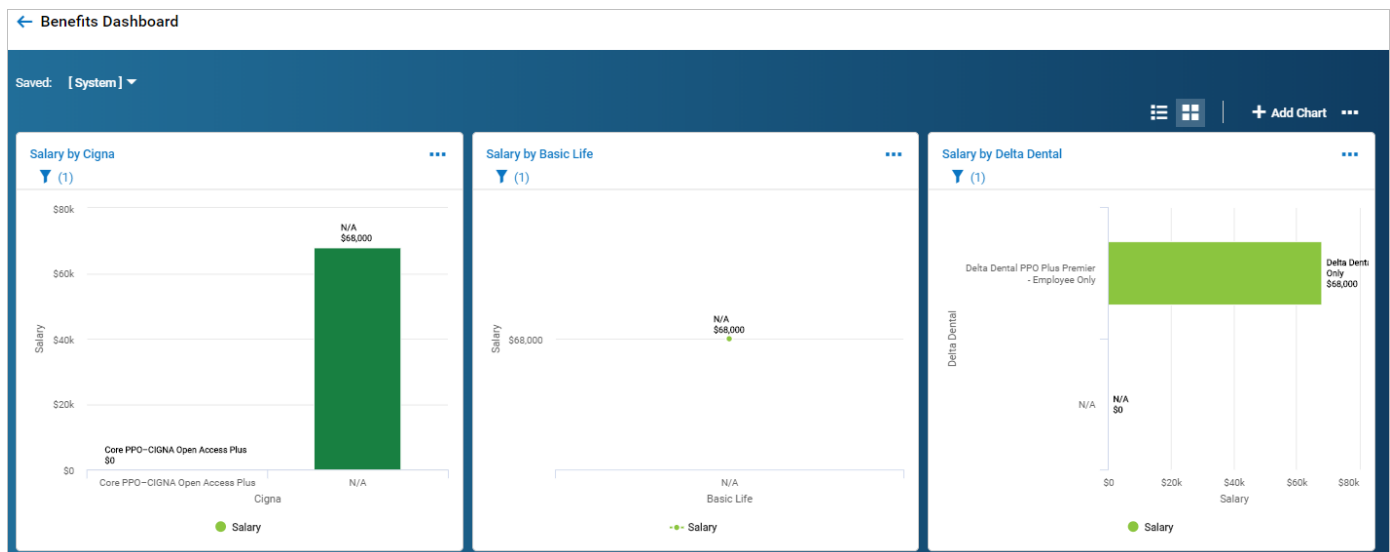 Benefits Dashboard
Saved: [ System ]
Add Chart
Salary by Cigna
(1)
$80k
$60k
$40k
$20k
$0
Salary
N/A
$68,000
Core PPO–CIGNA Open Access Plus
$0
Core PPO–CIGNA Open Access Plus
N/A
Cigna
Salary
Salary by Basic Life
(1)
Salary
$68,000
N/A
$68,000
N/A
Basic Life
Salary
Salary by Delta Dental
(1)
Delta Dental
Delta Dental PPO Plus Premier
- Employee Only
Delta Denta
Only
$68,000
N/A
N/A
$0
$0 $20k $40k $60k $80k
Salary
Salary